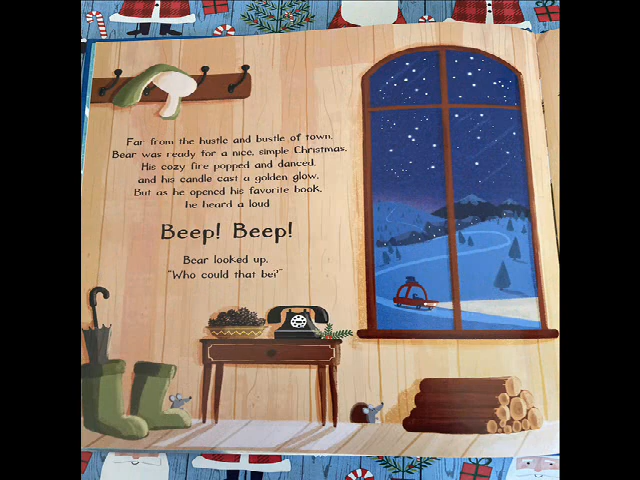 Far from the hustle and bustle of town,
Bear was ready for a nice, simple Christmas.
His cozy fire popped and danced,
and his candle cast a golden glow.
But as he opened his favorite book,
he heard a loud
Beep! Beep!
Bear looked up.
"Who could that be?"